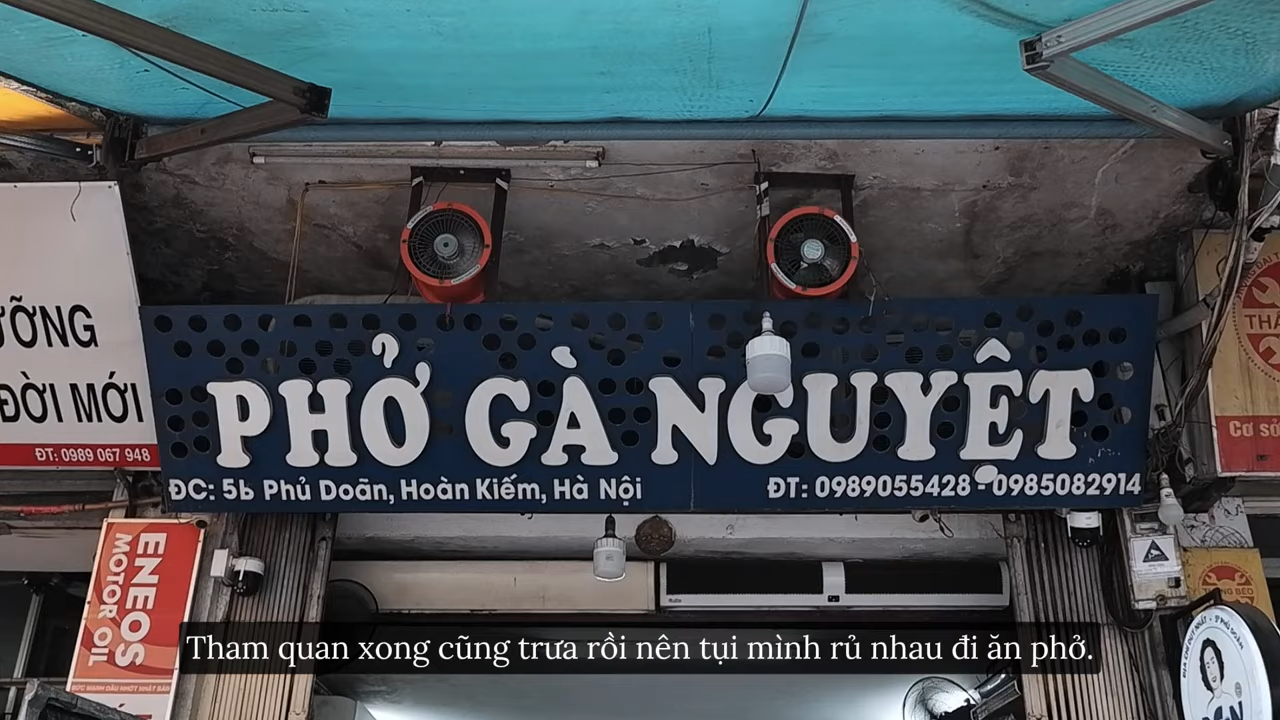 PHỞ GÀ NGUYỆT
ĐC: 5b Phủ Doãn, Hoàn Kiếm, Hà Nội
ĐT: 0989055428 - 0985082914
ĐỜI MỚI
ĐT: 0989 067 948
ENEOS
MOTOR OIL
Cơ sở
Tham quan xong cũng trưa rồi nên tụi mình rủ nhau đi ăn phở.